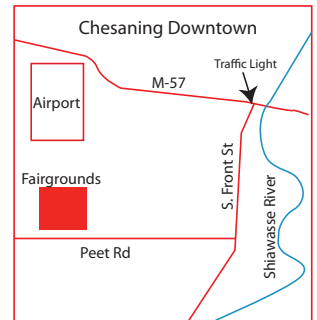 Chesaning Downtown
Traffic Light
M-57
Airport
Fairgrounds
S. Front St
Shiawasse River
Peet Rd